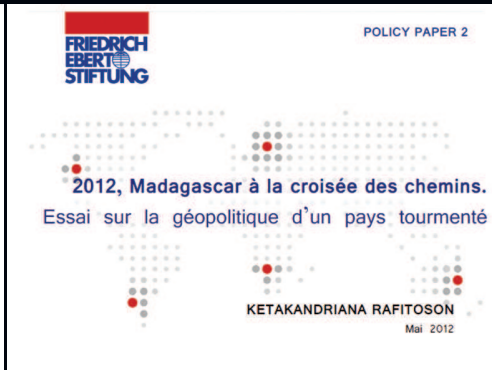 POLICY PAPER 2
FRIEDRICH
EBERT
STIFTUNG
2012, Madagascar à la croisée des chemins.
Essai sur la géopolitique d'un pays tourmenté
KETAKANDRIANA RAFITOSON
Mai 2012